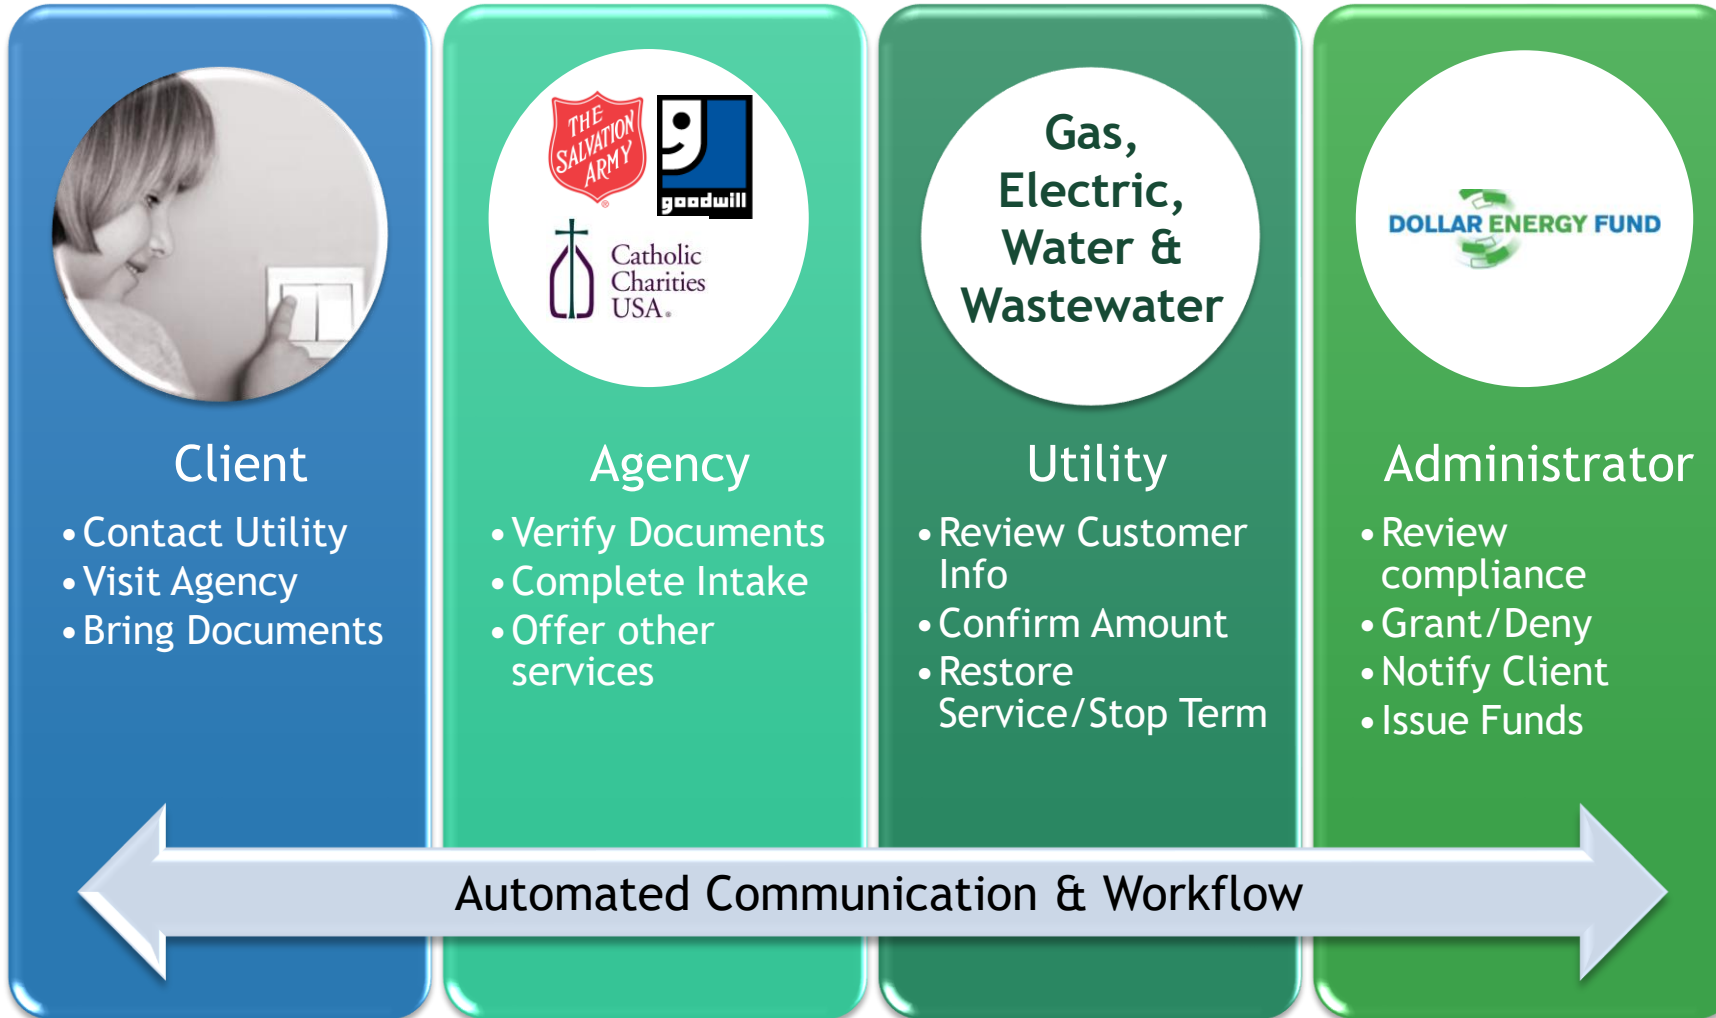 THE
SALVATION
ARMY
goodwill
Catholic
Charities
USA®
Gas,
Electric,
Water &
Wastewater
DOLLAR ENERGY FUND
Client
• Contact Utility
• Visit Agency
• Bring Documents
Agency
• Verify Documents
• Complete Intake
• Offer other
services
Utility
• Review Customer
Info
• Confirm Amount
• Restore
Service/Stop Term
Administrator
• Review
compliance
• Grant/Deny
• Notify Client
• Issue Funds
Automated Communication & Workflow